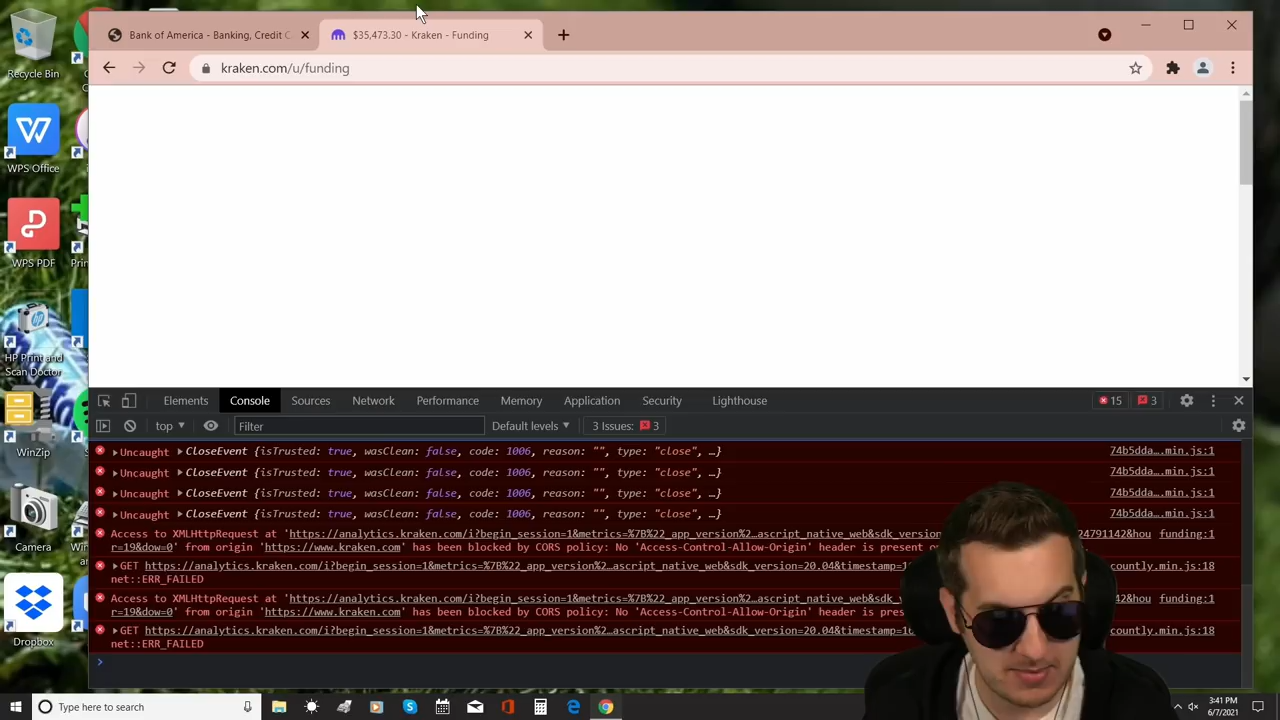 Recycle Bin
WPS Office
WPS PDF
HP Print and
Scan Doctor
WinZip
Camera
Dropbox
Bank of America - Banking, Credit C
$35,473.30 - Kraken - Funding
kraken.com/u/funding
Elements Console Sources Network Performance Memory Application Security Lighthouse 15 3
top Filter Default levels 3 Issues: 3
Uncaught CloseEvent {isTrusted: true, wasClean: false, code: 1006, reason: "", type: "close", …} 74b5dda….min.js:1
Uncaught CloseEvent {isTrusted: true, wasClean: false, code: 1006, reason: "", type: "close", …} 74b5dda….min.js:1
Uncaught CloseEvent {isTrusted: true, wasClean: false, code: 1006, reason: "", type: "close", …} 74b5dda….min.js:1
Uncaught CloseEvent {isTrusted: true, wasClean: false, code: 1006, reason: "", type: "close", …} 74b5dda….min.js:1
Access to XMLHttpRequest at 'https://analytics.kraken.com/i?begin_session=1&metrics=%7B%22_app_version%2…ascript_native_web&sdk_v 24791142&hou funding:1
r=19&dow=0' from origin 'https://www.kraken.com' has been blocked by CORS policy: No 'Access-Control-Allow-Origin' header is present o
GET https://analytics.kraken.com/i?begin_session=1&metrics=%7B%22_app_version%2…ascript_native_web&sdk_version=20.04&timestamp=1 countly.min.js:18
net::ERR_FAILED
Access to XMLHttpRequest at 'https://analytics.kraken.com/i?begin_session=1&metrics=%7B%22_app_version%2…ascript_native_web&sdk_v 42&hou funding:1
r=19&dow=0' from origin 'https://www.kraken.com' has been blocked by CORS policy: No 'Access-Control-Allow-Origin' header is pres
GET https://analytics.kraken.com/i?begin_session=1&metrics=%7B%22_app_version%2…ascript_native_web&sdk_version=20.04&timestamp=1 countly.min.js:18
net::ERR_FAILED
Type here to search
3:41 PM
6/7/2021